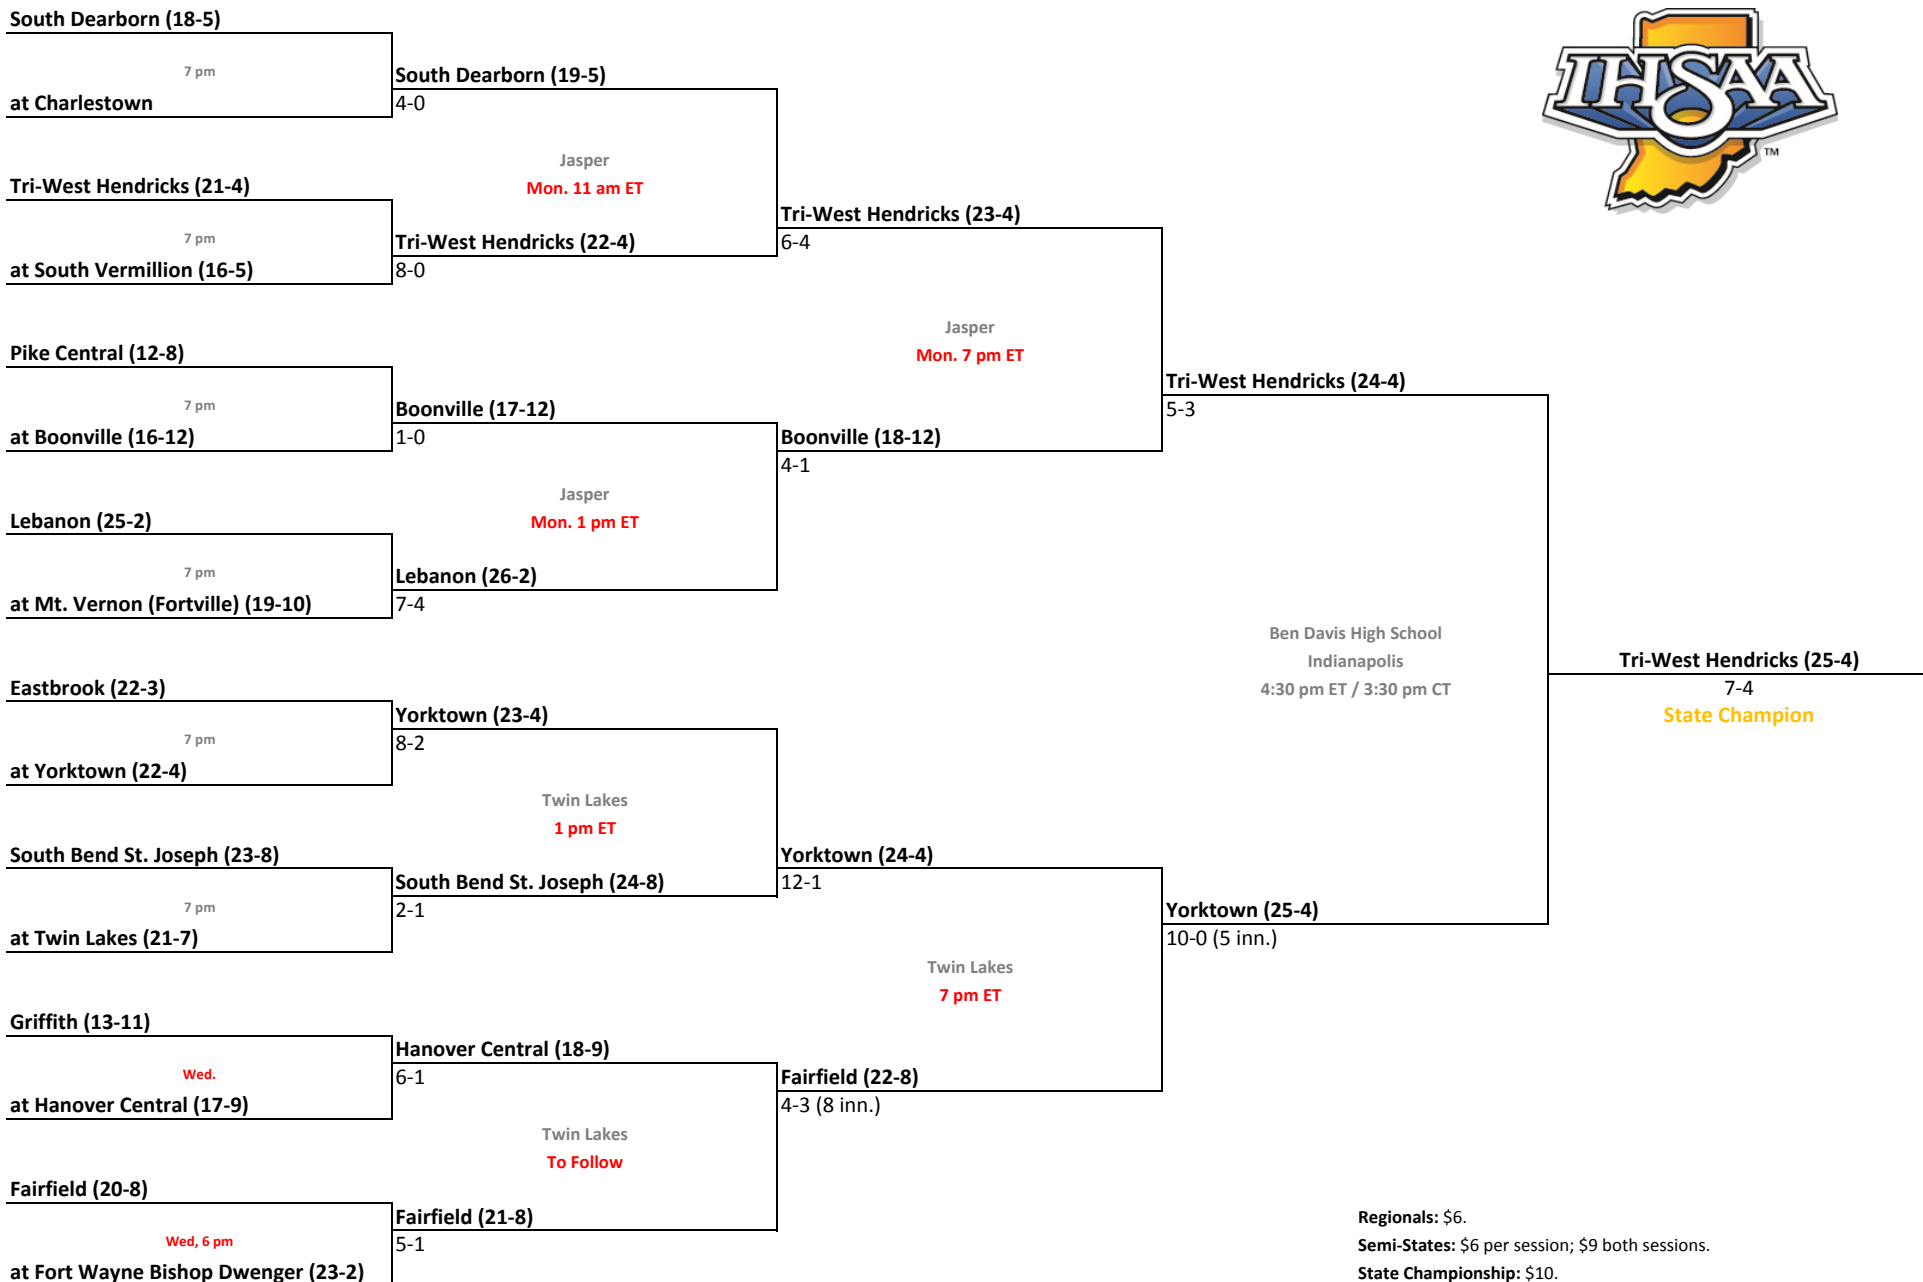 South Dearborn (18-5)
7 pm
at Charlestown
South Dearborn (19-5)
4-0
Jasper
Mon. 11 am ET
Tri-West Hendricks (21-4)
7 pm
at South Vermillion (16-5)
Tri-West Hendricks (22-4)
8-0
Tri-West Hendricks (23-4)
6-4
Jasper
Mon. 7 pm ET
Pike Central (12-8)
7 pm
at Boonville (16-12)
Boonville (17-12)
1-0
Jasper
Mon. 1 pm ET
Boonville (18-12)
4-1
Lebanon (25-2)
7 pm
at Mt. Vernon (Fortville) (19-10)
Lebanon (26-2)
7-4
Tri-West Hendricks (24-4)
5-3
Ben Davis High School
Indianapolis
4:30 pm ET / 3:30 pm CT
Tri-West Hendricks (25-4)
7-4
State Champion
Eastbrook (22-3)
7 pm
at Yorktown (22-4)
Yorktown (23-4)
8-2
Twin Lakes
1 pm ET
South Bend St. Joseph (23-8)
7 pm
at Twin Lakes (21-7)
South Bend St. Joseph (24-8)
2-1
Yorktown (24-4)
12-1
Twin Lakes
7 pm ET
Yorktown (25-4)
10-0 (5 inn.)
Griffith (13-11)
Wed.
at Hanover Central (17-9)
Hanover Central (18-9)
6-1
Twin Lakes
To Follow
Fairfield (22-8)
4-3 (8 inn.)
Fairfield (20-8)
Wed, 6 pm
at Fort Wayne Bishop Dwenger (23-2)
Fairfield (21-8)
5-1
IHSAA
TM
Regionals: $6.
Semi-States: $6 per session; $9 both sessions.
State Championship: $10.